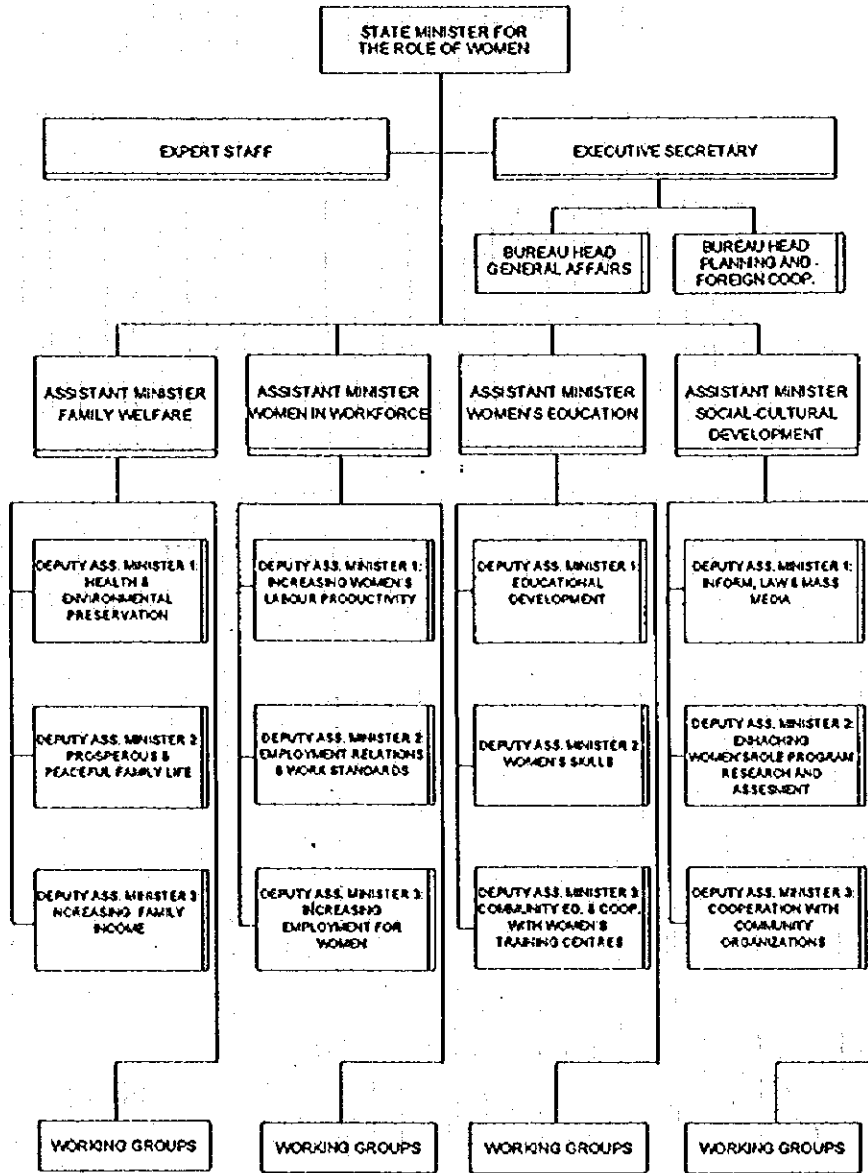 STATE MINISTER FOR
THE ROLE OF WOMEN
EXPERT STAFF
EXECUTIVE SECRETARY
BUREAU HEAD
GENERAL AFFAIRS
BUREAU HEAD
PLANNING AND -
FOREIGN COOP.
ASSISTANT MINISTER
FAMILY WELFARE
ASSISTANT MINISTER
WOMEN IN WORKFORCE
ASSISTANT MINISTER
WOMEN'S EDUCATION
ASSISTANT MINISTER
SOCIAL-CULTURAL
DEVELOPMENT
DEPUTY ASS. MINISTER 1:
HEALTH &
ENVIRONMENTAL
PRESERVATION
DEPUTY ASS. MINISTER 1:
INCREASING WOMEN'S
LABOUR PRODUCTIVITY
DEPUTY ASS. MINISTER 1:
EDUCATIONAL
DEVELOPMENT
DEPUTY ASS. MINISTER 1:
INFORM, LAW & MASS
MEDIA
DEPUTY ASS. MINISTER 2:
PROSPEROUS &
PEACEFUL FAMILY LIFE
DEPUTY ASS. MINISTER 2:
EMPLOYMENT RELATIONS
& WORK STANDARDS
DEPUTY ASS. MINISTER 2:
WOMEN'S SKILLS
DEPUTY ASS. MINISTER 2:
ENHACING
WOMEN'S ROLE PROGRAM
RESEARCH AND
ASSESMENT
DEPUTY ASS. MINISTER 3:
INCREASING FAMILY
INCOME
DEPUTY ASS. MINISTER 3:
INCREASING
EMPLOYMENT FOR
WOMEN
DEPUTY ASS. MINISTER 3:
COMMUNITY ED. & COOP.
WITH WOMEN'S
TRAINING CENTRES
DEPUTY ASS. MINISTER 3:
COOPERATION WITH
COMMUNITY
ORGANIZATIONS
WORKING GROUPS
WORKING GROUPS
WORKING GROUPS
WORKING GROUPS